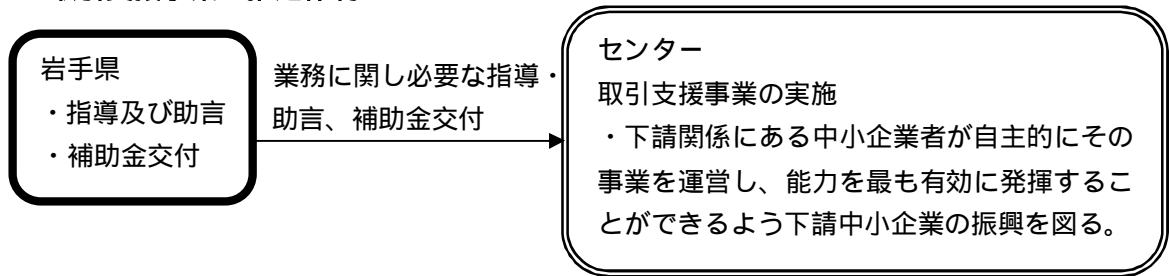 岩手県
・指導及び助言
・補助金交付
業務に関し必要な指導・
助言、補助金交付
センター
取引支援事業の実施
・下請関係にある中小企業者が自主的にその
事業を運営し、能力を最も有効に発揮するこ
とができるよう下請中小企業の振興を図る。